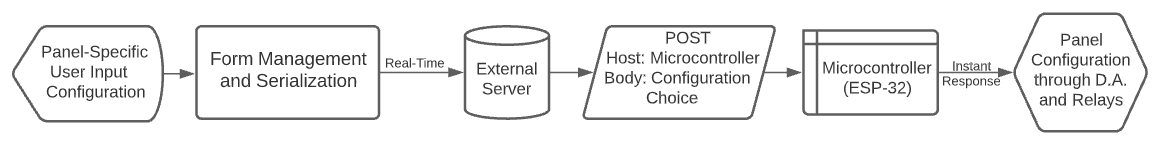 Panel-Specific
User Input
Configuration
Form Management
and Serialization
Real-Time
External
Server
POST
Host: Microcontroller
Body: Configuration
Choice
Microcontroller
(ESP-32)
Instant
Response
Panel
Configuration
through D.A.
and Relays